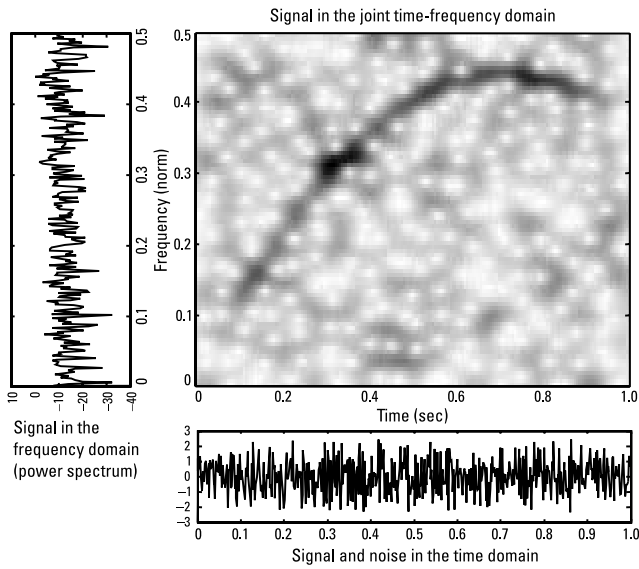 Signal in the joint time-frequency domain
0.5
0.4
0.3
0.2
0.1
0
Frequency (norm)
10 0 −10 −20 −30 −40
Signal in the
frequency domain
(power spectrum)
0.5
0.4
0.3
0.2
0.1
0
0 0.2 0.4 0.6 0.8 1.0
Time (sec)
3
2
1
0
−1
−2
−3
0 0.1 0.2 0.3 0.4 0.5 0.6 0.7 0.8 0.9 1.0
Signal and noise in the time domain